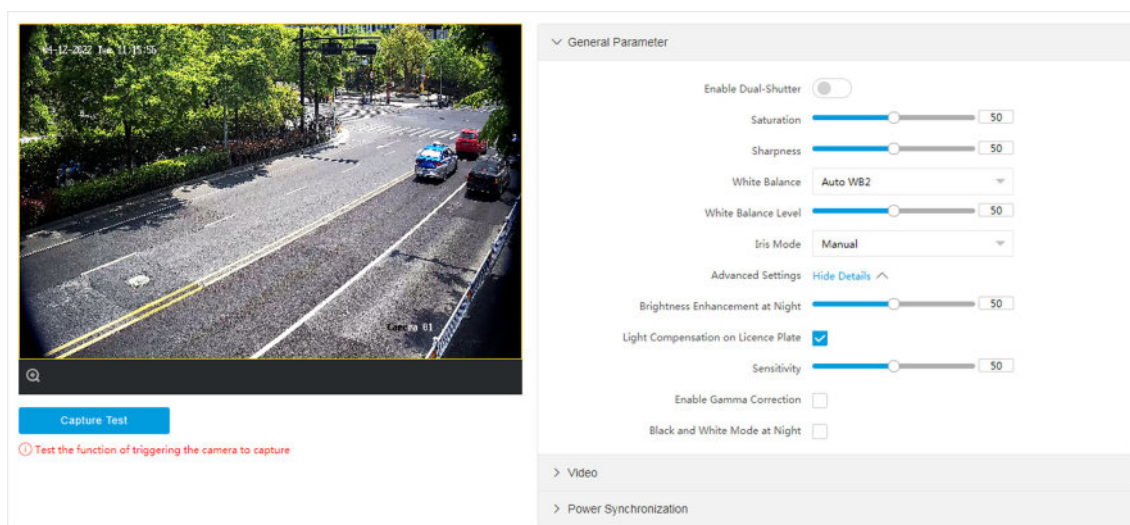 04-12-2022 Tue 11:15:56
Camera 01
Capture Test
Test the function of triggering the camera to capture
General Parameter
Enable Dual-Shutter
Saturation 50
Sharpness 50
White Balance Auto WB2
White Balance Level 50
Iris Mode Manual
Advanced Settings Hide Details
Brightness Enhancement at Night 50
Light Compensation on Licence Plate
Sensitivity 50
Enable Gamma Correction
Black and White Mode at Night
Video
Power Synchronization